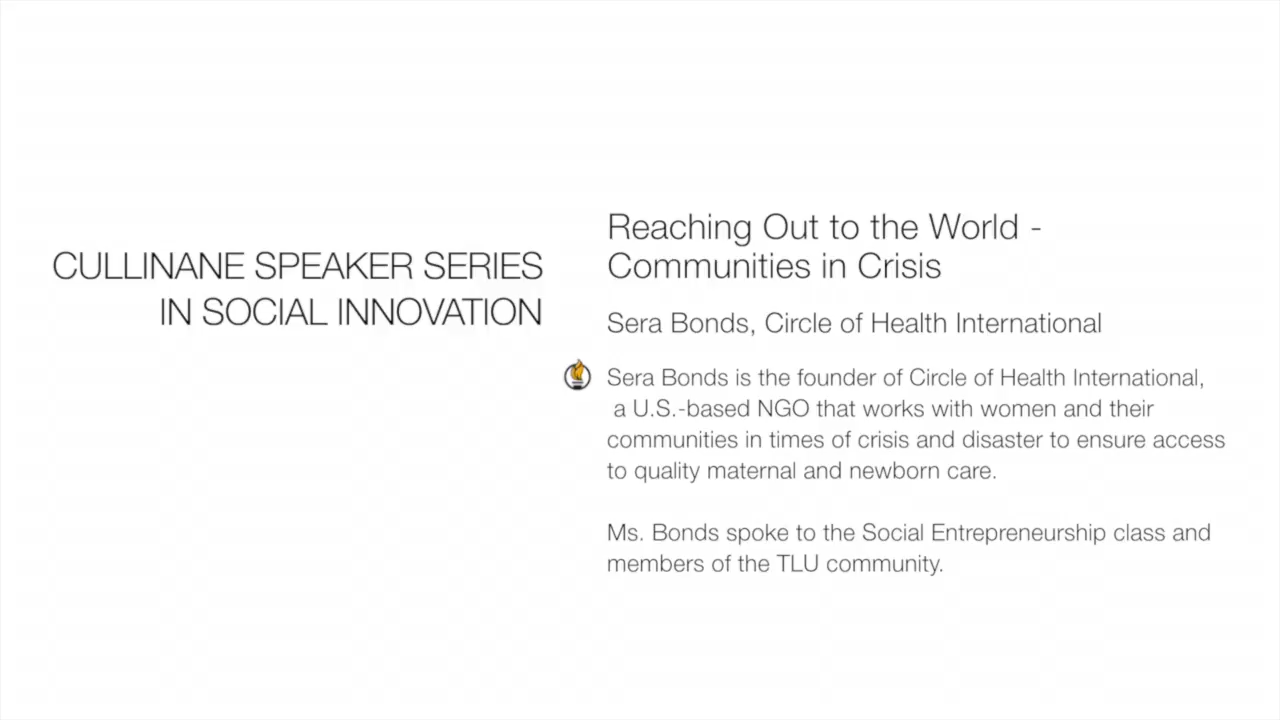 CULLINANE SPEAKER SERIES
IN SOCIAL INNOVATION
Reaching Out to the World -
Communities in Crisis
Sera Bonds, Circle of Health International
Sera Bonds is the founder of Circle of Health International,
a U.S.-based NGO that works with women and their
communities in times of crisis and disaster to ensure access
to quality maternal and newborn care.
Ms. Bonds spoke to the Social Entrepreneurship class and
members of the TLU community.